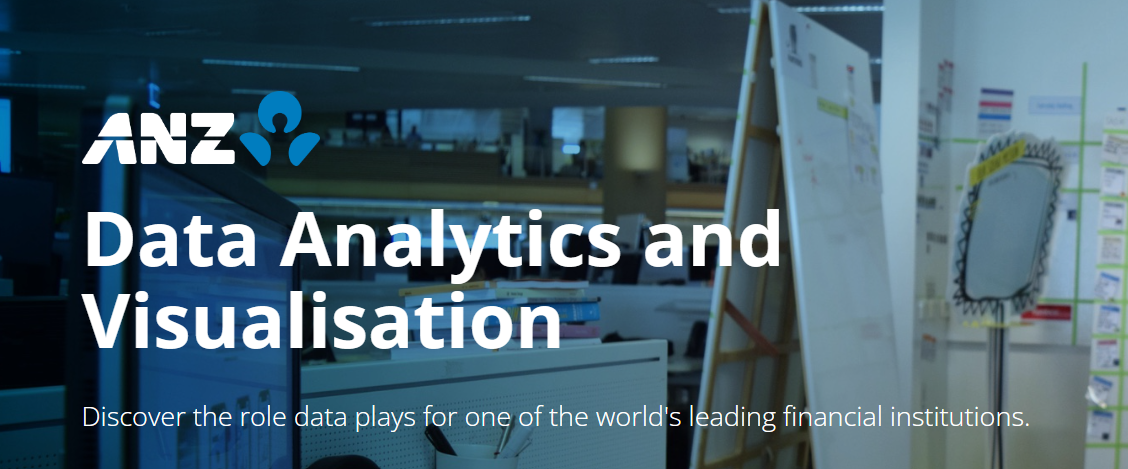 ANZ
Data Analytics and
Visualisation
Discover the role data plays for one of the world's leading financial institutions.